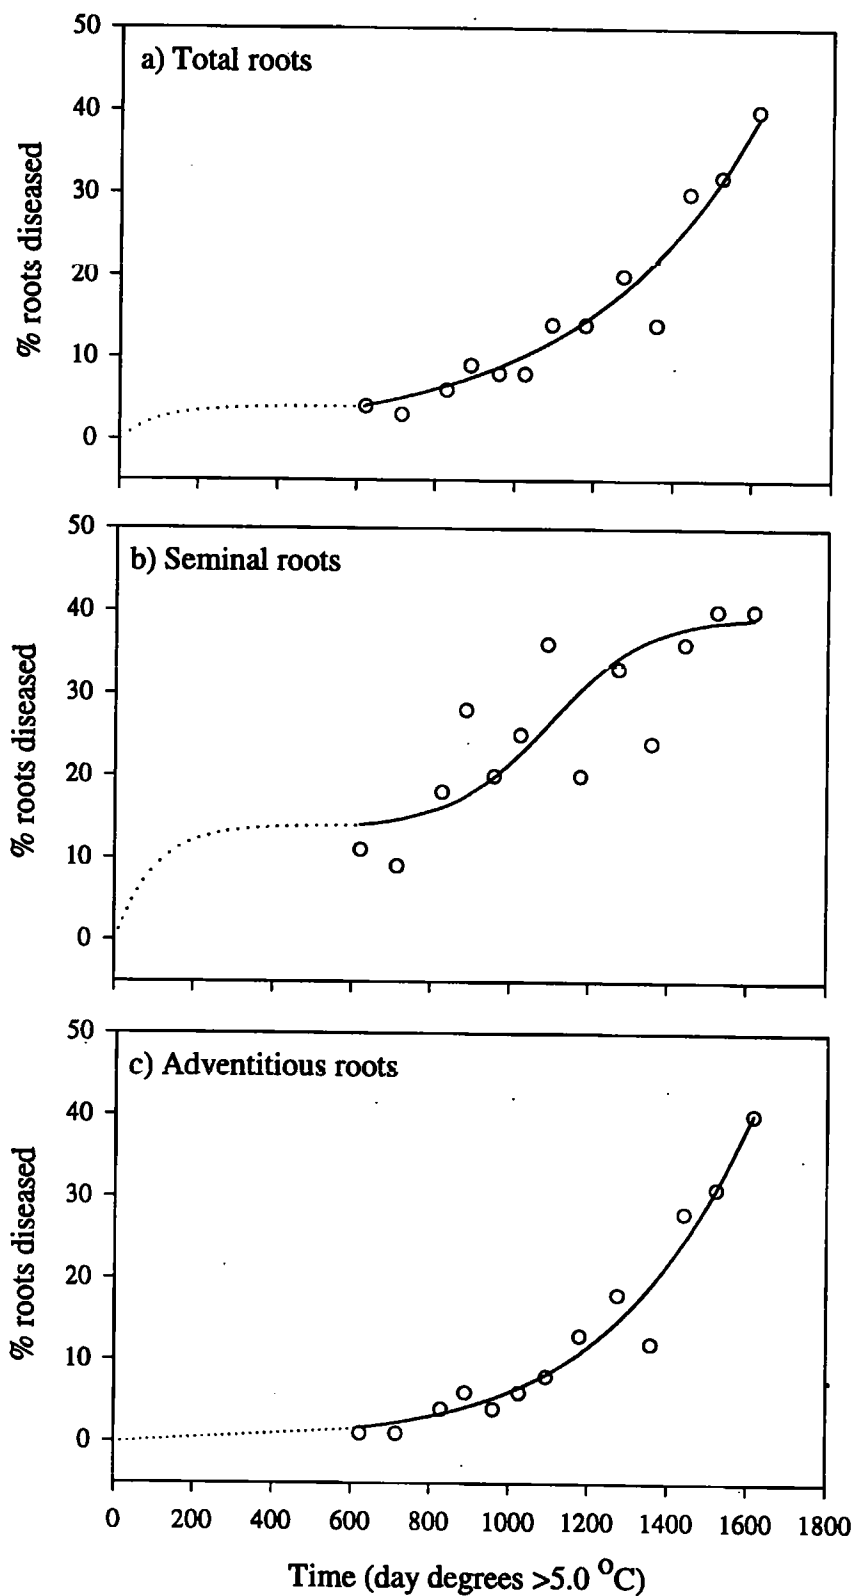 50
a) Total roots
40
30
20
10
0
% roots diseased
50
b) Seminal roots
40
30
20
10
0
% roots diseased
50
c) Adventitious roots
40
30
20
10
0
% roots diseased
0 200 400 600 800 1000 1200 1400 1600 1800
Time (day degrees >5.0 °C)